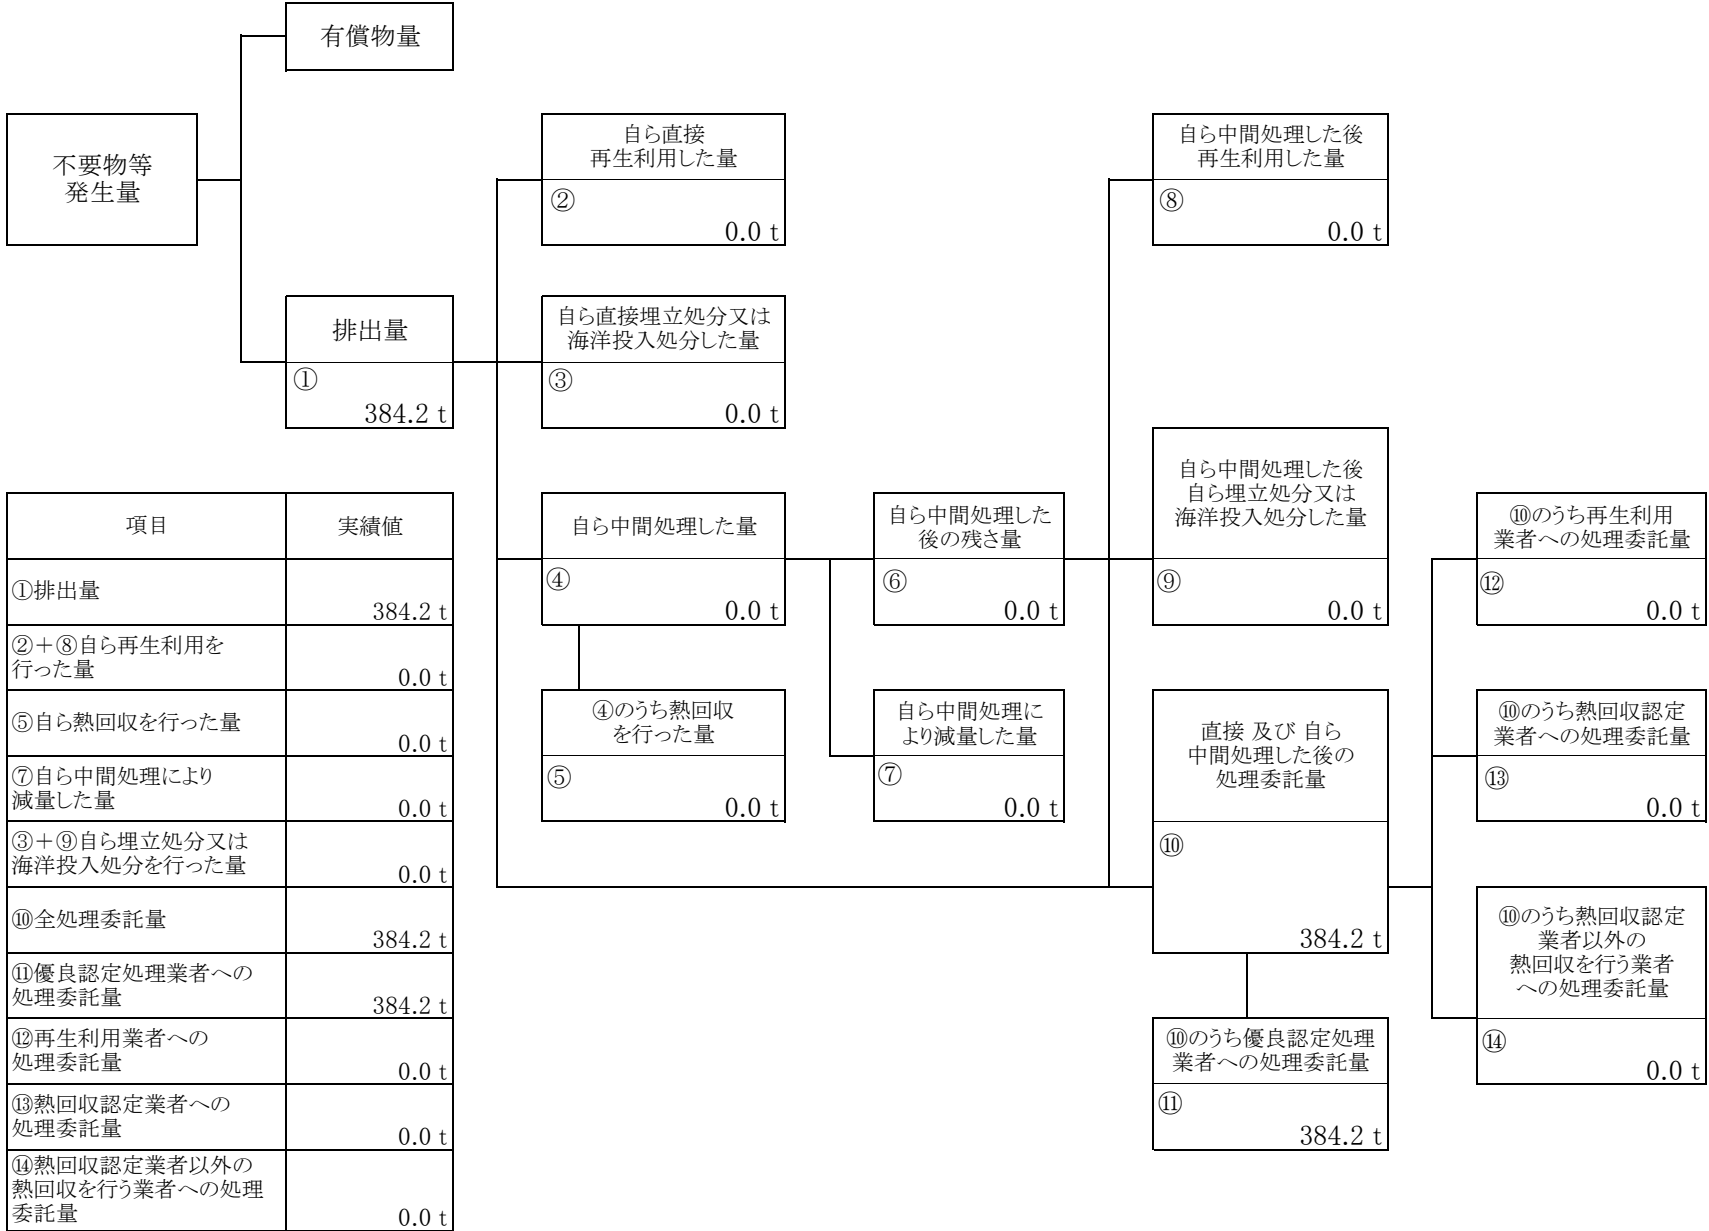 有償物量
不要物等
発生量
自ら直接
再生利用した量
②
0.0 t
自ら中間処理した後
再生利用した量
⑧
0.0 t
排出量
①
384.2 t
自ら直接埋立処分又は
海洋投入処分した量
③
0.0 t
自ら中間処理した量
④
0.0 t
自ら中間処理した
後の残さ量
⑥
0.0 t
自ら中間処理した後
自ら埋立処分又は
海洋投入処分した量
⑨
0.0 t
⑩のうち再生利用
業者への処理委託量
⑫
0.0 t
④のうち熱回収
を行った量
⑤
0.0 t
自ら中間処理に
より減量した量
⑦
0.0 t
直接 及び 自ら
中間処理した後の
処理委託量
⑩
384.2 t
⑩のうち熱回収認定
業者への処理委託量
⑬
0.0 t
⑩のうち熱回収認定
業者以外の
熱回収を行う業者
への処理委託量
⑭
0.0 t
⑩のうち優良認定処理
業者への処理委託量
⑪
384.2 t
項目 実績値
①排出量
384.2 t
②+⑧自ら再生利用を
行った量
0.0 t
⑤自ら熱回収を行った量
0.0 t
⑦自ら中間処理により
減量した量
0.0 t
③+⑨自ら埋立処分又は
海洋投入処分を行った量
0.0 t
⑩全処理委託量
384.2 t
⑪優良認定処理業者への
処理委託量
384.2 t
⑫再生利用業者への
処理委託量
0.0 t
⑬熱回収認定業者への
処理委託量
0.0 t
⑭熱回収認定業者以外の
熱回収を行う業者への処理
委託量
0.0 t